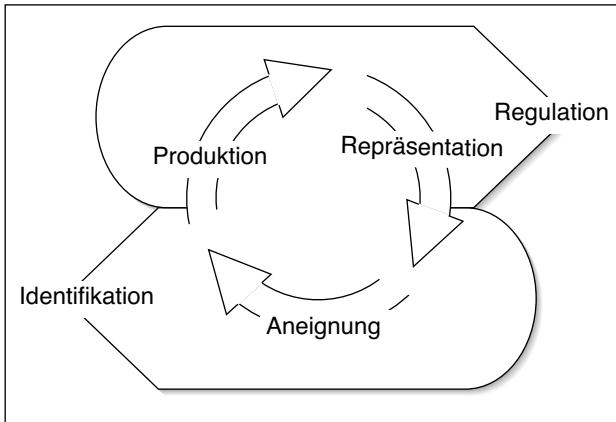 Regulation
Produktion
Repräsentation
Identifikation
Aneignung